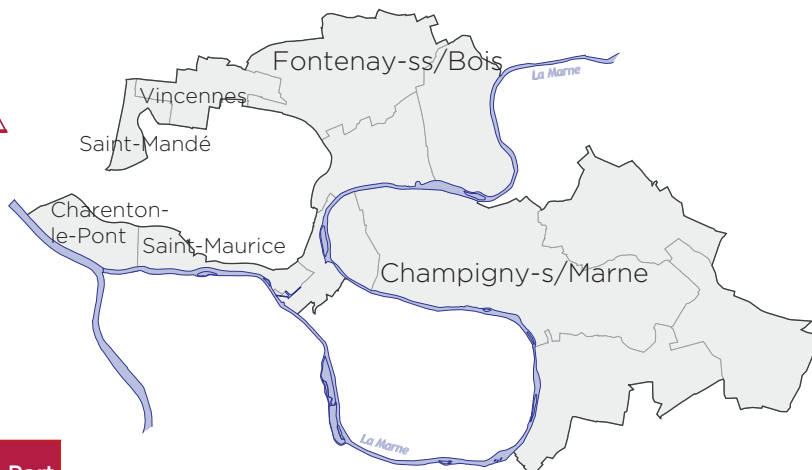 Fontenay-ss/Bois
La Marne
Vincennes
Saint-Mandé
Charenton-
le-Pont
Saint-Maurice
Champigny-s/Marne
La Marne